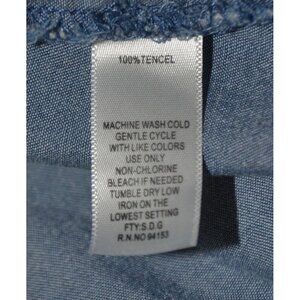 100% TENCEL
MACHINE WASH COLD
GENTLE CYCLE
WITH LIKE COLORS
USE ONLY
NON-CHLORINE
BLEACH IF NEEDED
TUMBLE DRY LOW
IRON ON THE
LOWEST SETTING
FTY:S.D.G
R.N.NO 94153